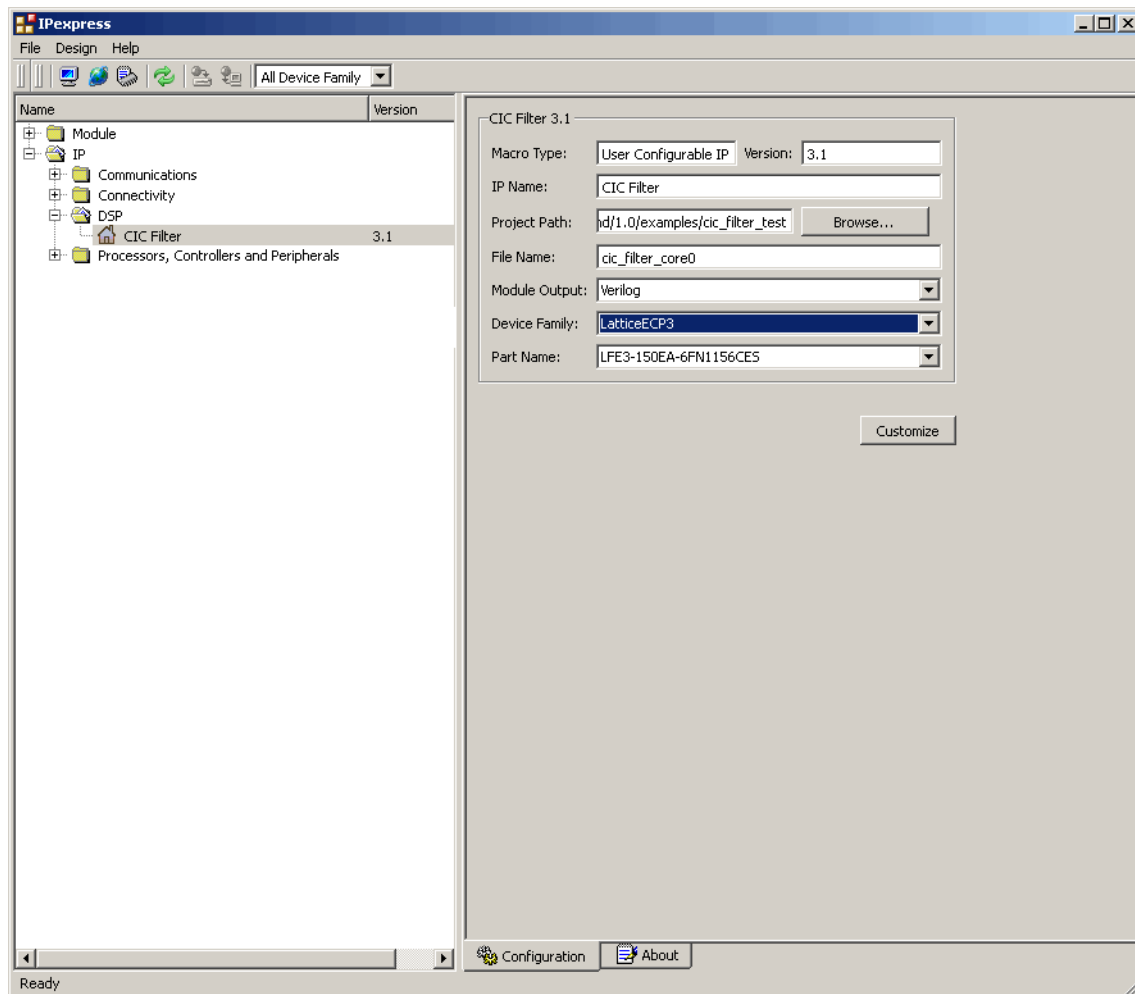 IPexpress
File Design Help
All Device Family
Name Version
Module
IP
Communications
Connectivity
DSP
CIC Filter 3.1
Processors, Controllers and Peripherals
CIC Filter 3.1
Macro Type: User Configurable IP Version: 3.1
IP Name: CIC Filter
Project Path: nd/1.0/examples/cic_filter_test Browse...
File Name: cic_filter_core0
Module Output: Verilog
Device Family: LatticeECP3
Part Name: LFE3-150EA-6FN1156CES
Customize
Configuration About
Ready